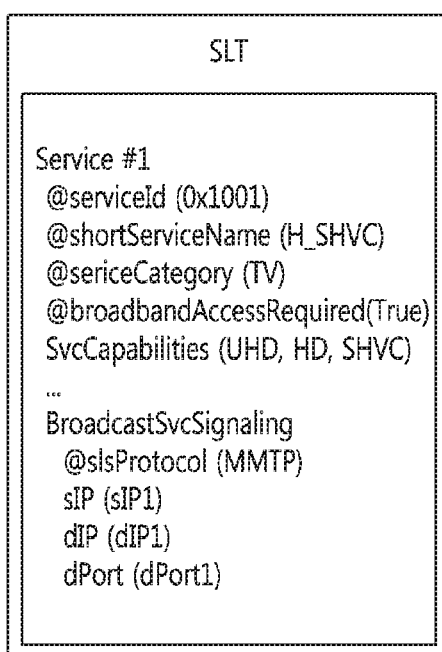 SLT
Service #1
@serviceId (0x1001)
@shortServiceName (H_SHVC)
@sericeCategory (TV)
@broadbandAccessRequired(True)
SvcCapabilities (UHD, HD, SHVC)
...
BroadcastSvcSignaling
@slsProtocol (MMTP)
sIP (sIP1)
dIP (dIP1)
dPort (dPort1)